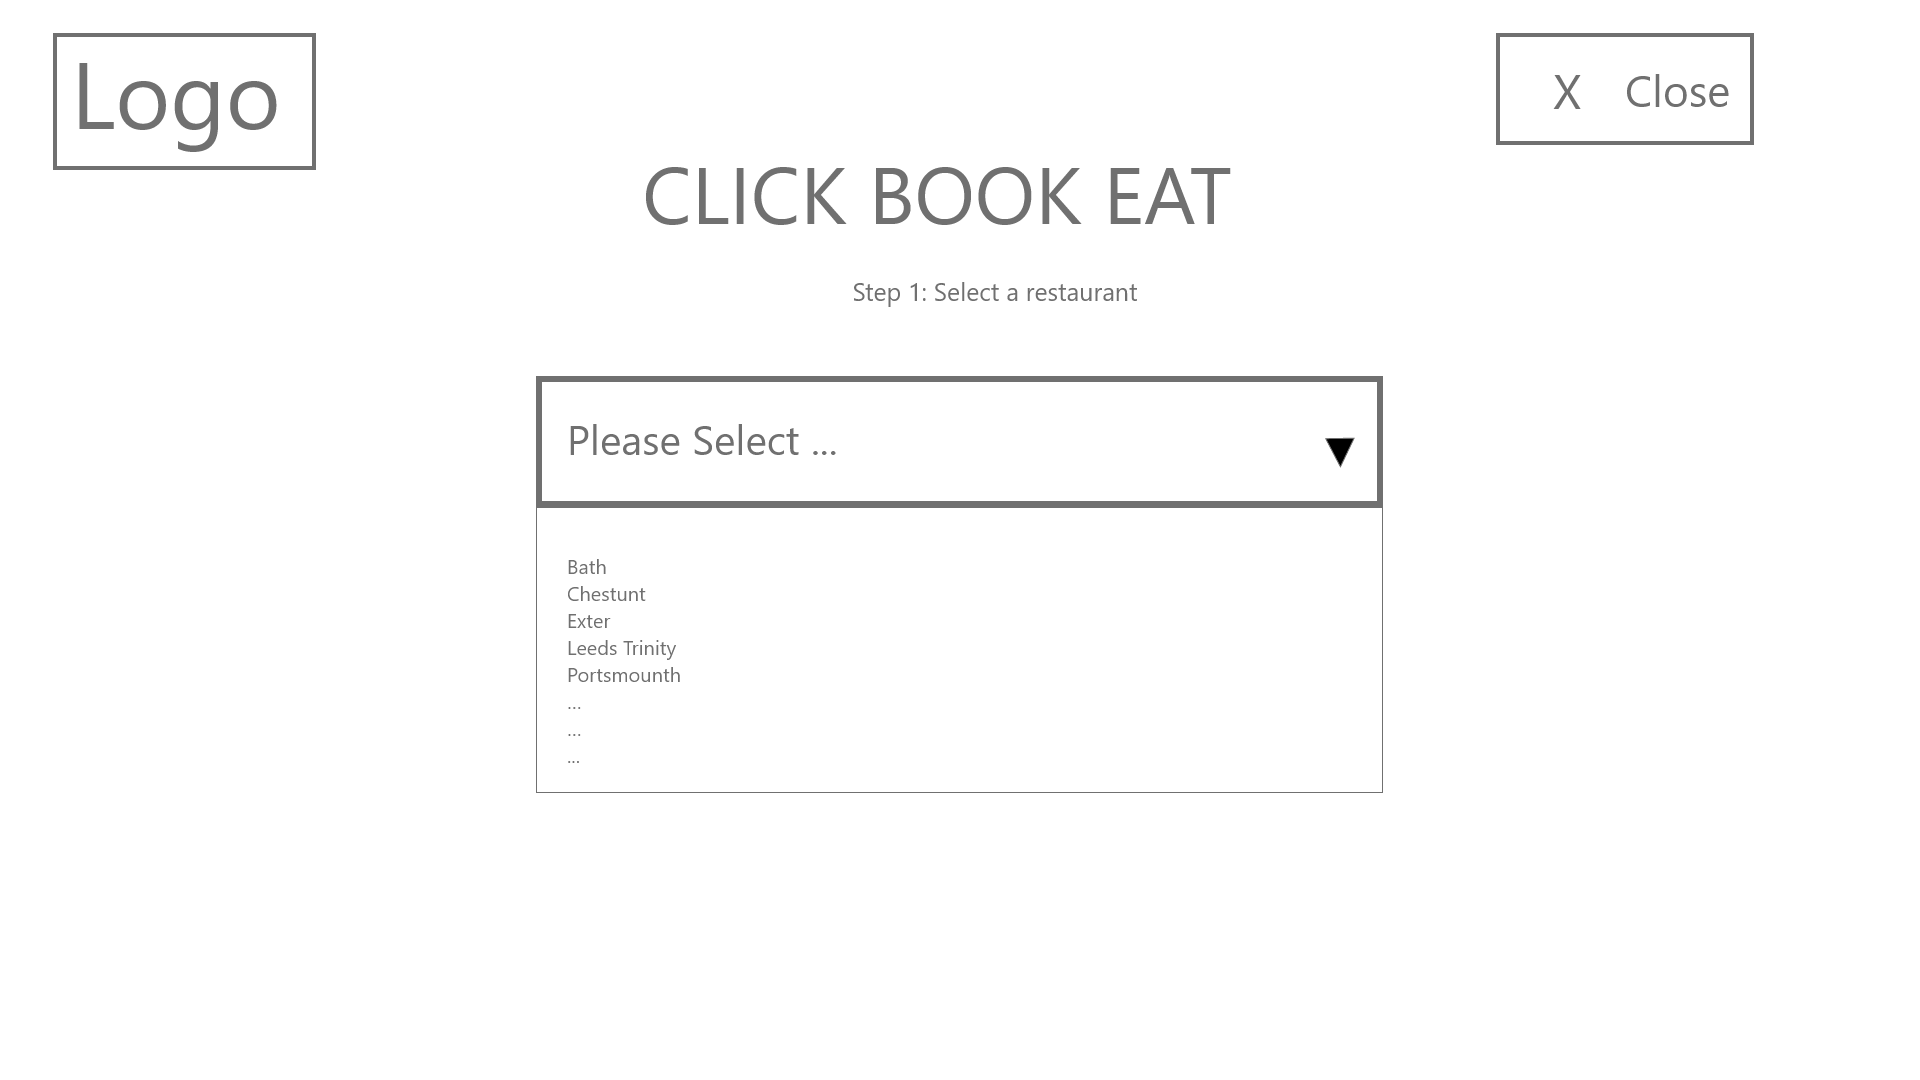 Logo
X Close
CLICK BOOK EAT
Step 1: Select a restaurant
Please Select ...
Bath
Chestunt
Exter
Leeds Trinity
Portsmounth
...
...
...